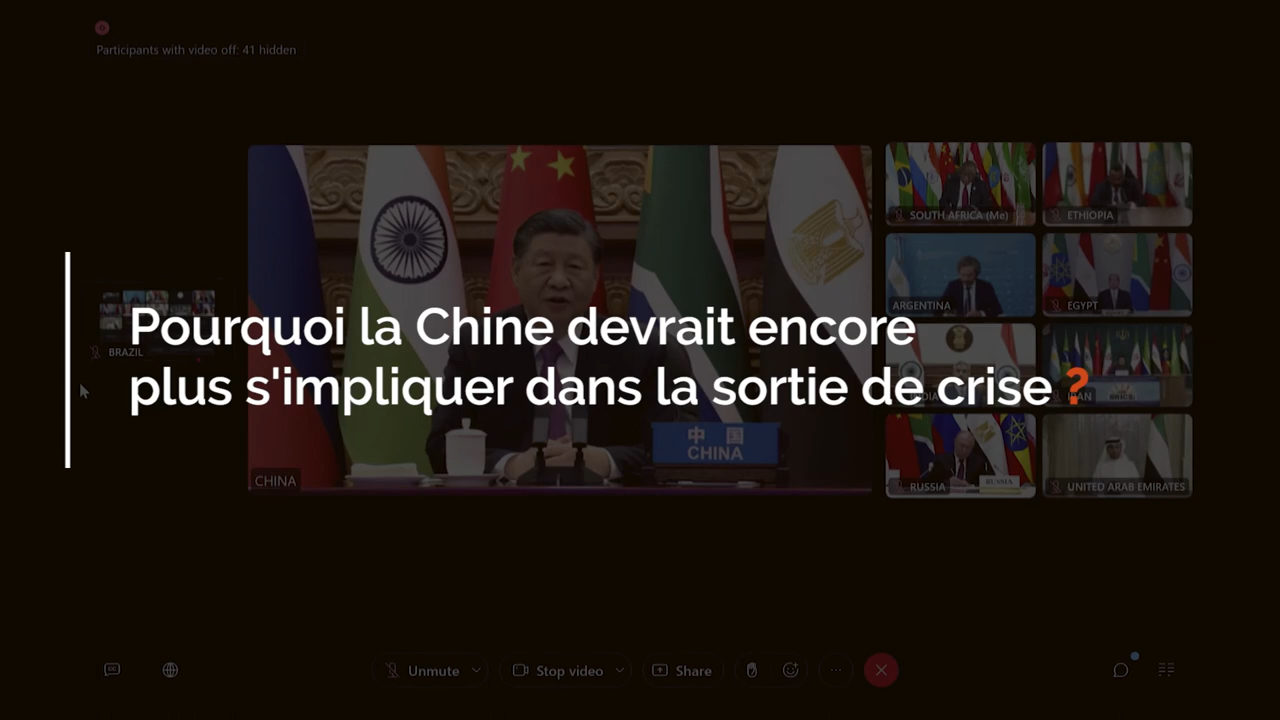 Participants with video off: 41 hidden
SOUTH AFRICA (Me)
ETHIOPIA
ARGENTINA
EGYPT
Pourquoi la Chine devrait encore
plus s'impliquer dans la sortie de crise ?
BRAZIL
中 国
CHINA
CHINA
RUSSIA
RUSSIA
UNITED ARAB EMIRATES
Unmute
Stop video
Share